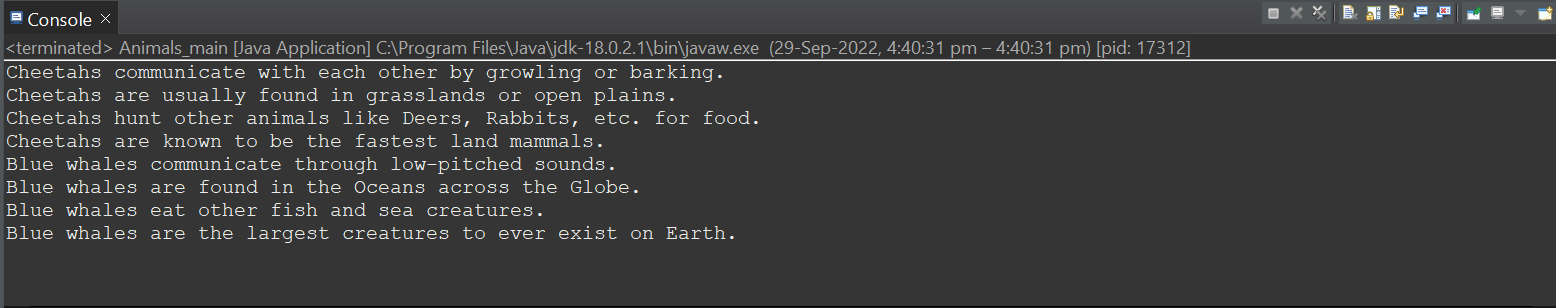 Console
<terminated> Animals_main [Java Application] C:\Program Files\Java\jdk-18.0.2.1\bin\javaw.exe (29-Sep-2022, 4:40:31 pm – 4:40:31 pm) [pid: 17312]
Cheetahs communicate with each other by growling or barking.
Cheetahs are usually found in grasslands or open plains.
Cheetahs hunt other animals like Deers, Rabbits, etc. for food.
Cheetahs are known to be the fastest land mammals.
Blue whales communicate through low-pitched sounds.
Blue whales are found in the Oceans across the Globe.
Blue whales eat other fish and sea creatures.
Blue whales are the largest creatures to ever exist on Earth.